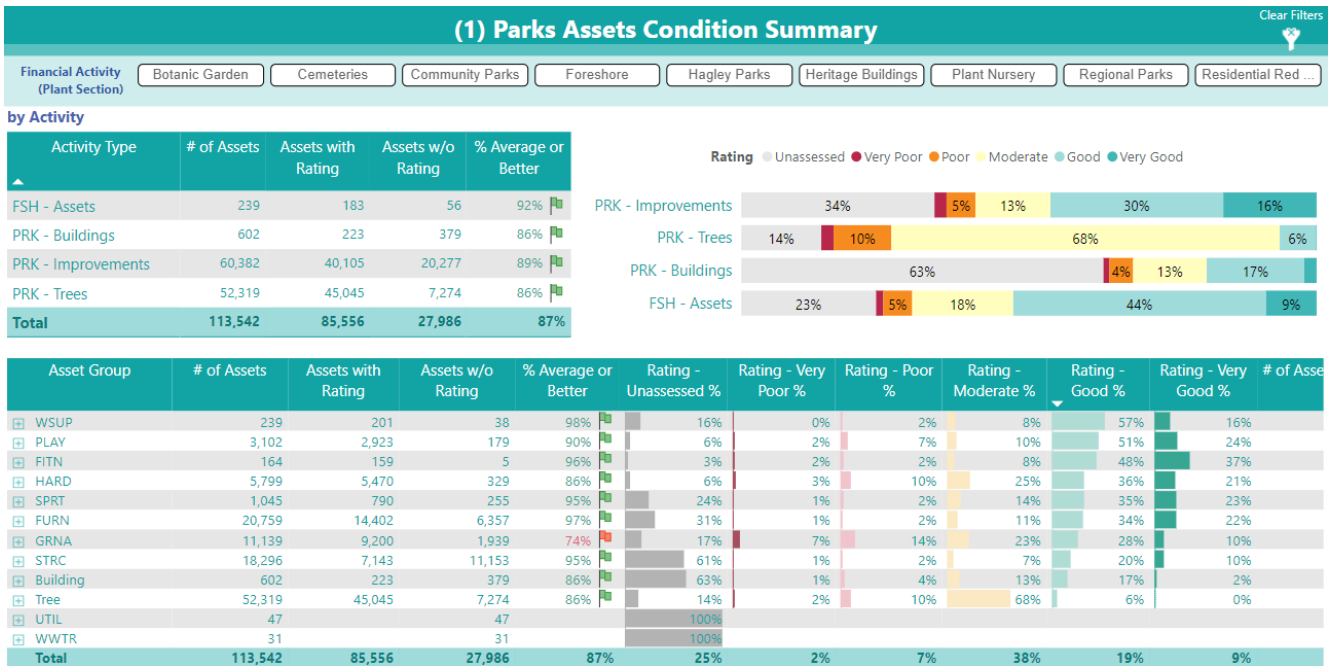 (1) Parks Assets Condition Summary
Clear Filters
Financial Activity (Plant Section)
Botanic Garden Cemeteries Community Parks Foreshore Hagley Parks Heritage Buildings Plant Nursery Regional Parks Residential Red ...
by Activity
Activity Type # of Assets Assets with Rating Assets w/o Rating % Average or Better
FSH - Assets 239 183 56 92%
PRK - Buildings 602 223 379 86%
PRK - Improvements 60,382 40,105 20,277 89%
PRK - Trees 52,319 45,045 7,274 86%
Total 113,542 85,556 27,986 87%
Rating Unassessed Very Poor Poor Moderate Good Very Good
PRK - Improvements 34% 5% 13% 30% 16%
PRK - Trees 14% 10% 68% 6%
PRK - Buildings 63% 4% 13% 17%
FSH - Assets 23% 5% 18% 44% 9%
Asset Group # of Assets Assets with Rating Assets w/o Rating % Average or Better Rating - Unassessed % Rating - Very Poor % Rating - Poor % Rating - Moderate % Rating - Good % Rating - Very Good % # of Asse
WSUP 239 201 38 98% 16% 0% 2% 8% 57% 16%
PLAY 3,102 2,923 179 90% 6% 2% 7% 10% 51% 24%
FITN 164 159 5 96% 3% 2% 2% 8% 48% 37%
HARD 5,799 5,470 329 86% 6% 3% 10% 25% 36% 21%
SPRT 1,045 790 255 95% 24% 1% 2% 14% 35% 23%
FURN 20,759 14,402 6,357 97% 31% 1% 2% 11% 34% 22%
GRNA 11,139 9,200 1,939 74% 17% 7% 14% 23% 28% 10%
STRC 18,296 7,143 11,153 95% 61% 1% 2% 7% 20% 10%
Building 602 223 379 86% 63% 1% 4% 13% 17% 2%
Tree 52,319 45,045 7,274 86% 14% 2% 10% 68% 6% 0%
UTIL 47 47 100%
WWTR 31 31 100%
Total 113,542 85,556 27,986 87% 25% 2% 7% 38% 19% 9%